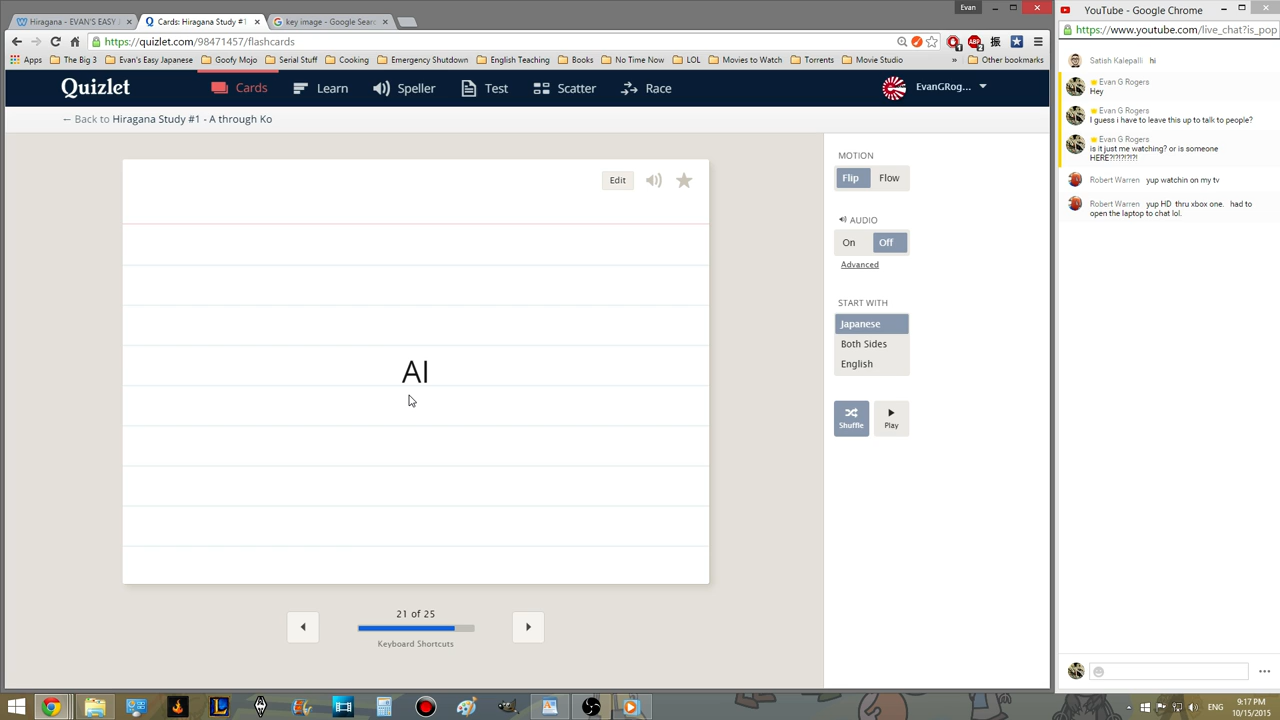 Evan
Hiragana - EVAN'S EASY J
Cards: Hiragana Study #1
key image - Google Searc
YouTube - Google Chrome
https://quizlet.com/98471457/flashcards
https://www.youtube.com/live_chat?is_pop
Apps
The Big 3
Evan's Easy Japanese
Goofy Mojo
Serial Stuff
Cooking
Emergency Shutdown
English Teaching
Books
No Time Now
LOL
Movies to Watch
Torrents
Movie Studio
»
Other bookmarks
Quizlet
Cards
Learn
Speller
Test
Scatter
Race
EvanGRog...
← Back to Hiragana Study #1 - A through Ko
Edit
AI
21 of 25
Keyboard Shortcuts
MOTION
Flip Flow
AUDIO
On Off
Advanced
START WITH
Japanese
Both Sides
English
Shuffle
Play
Satish Kalepalli hi
Evan G Rogers
Hey
Evan G Rogers
I guess i have to leave this up to talk to people?
Evan G Rogers
is it just me watching? or is someone
HERE?!?!?!?!?!
Robert Warren yup watchin on my tv
Robert Warren yup HD thru xbox one. had to
open the laptop to chat lol.
ENG
9:17 PM
10/15/2015